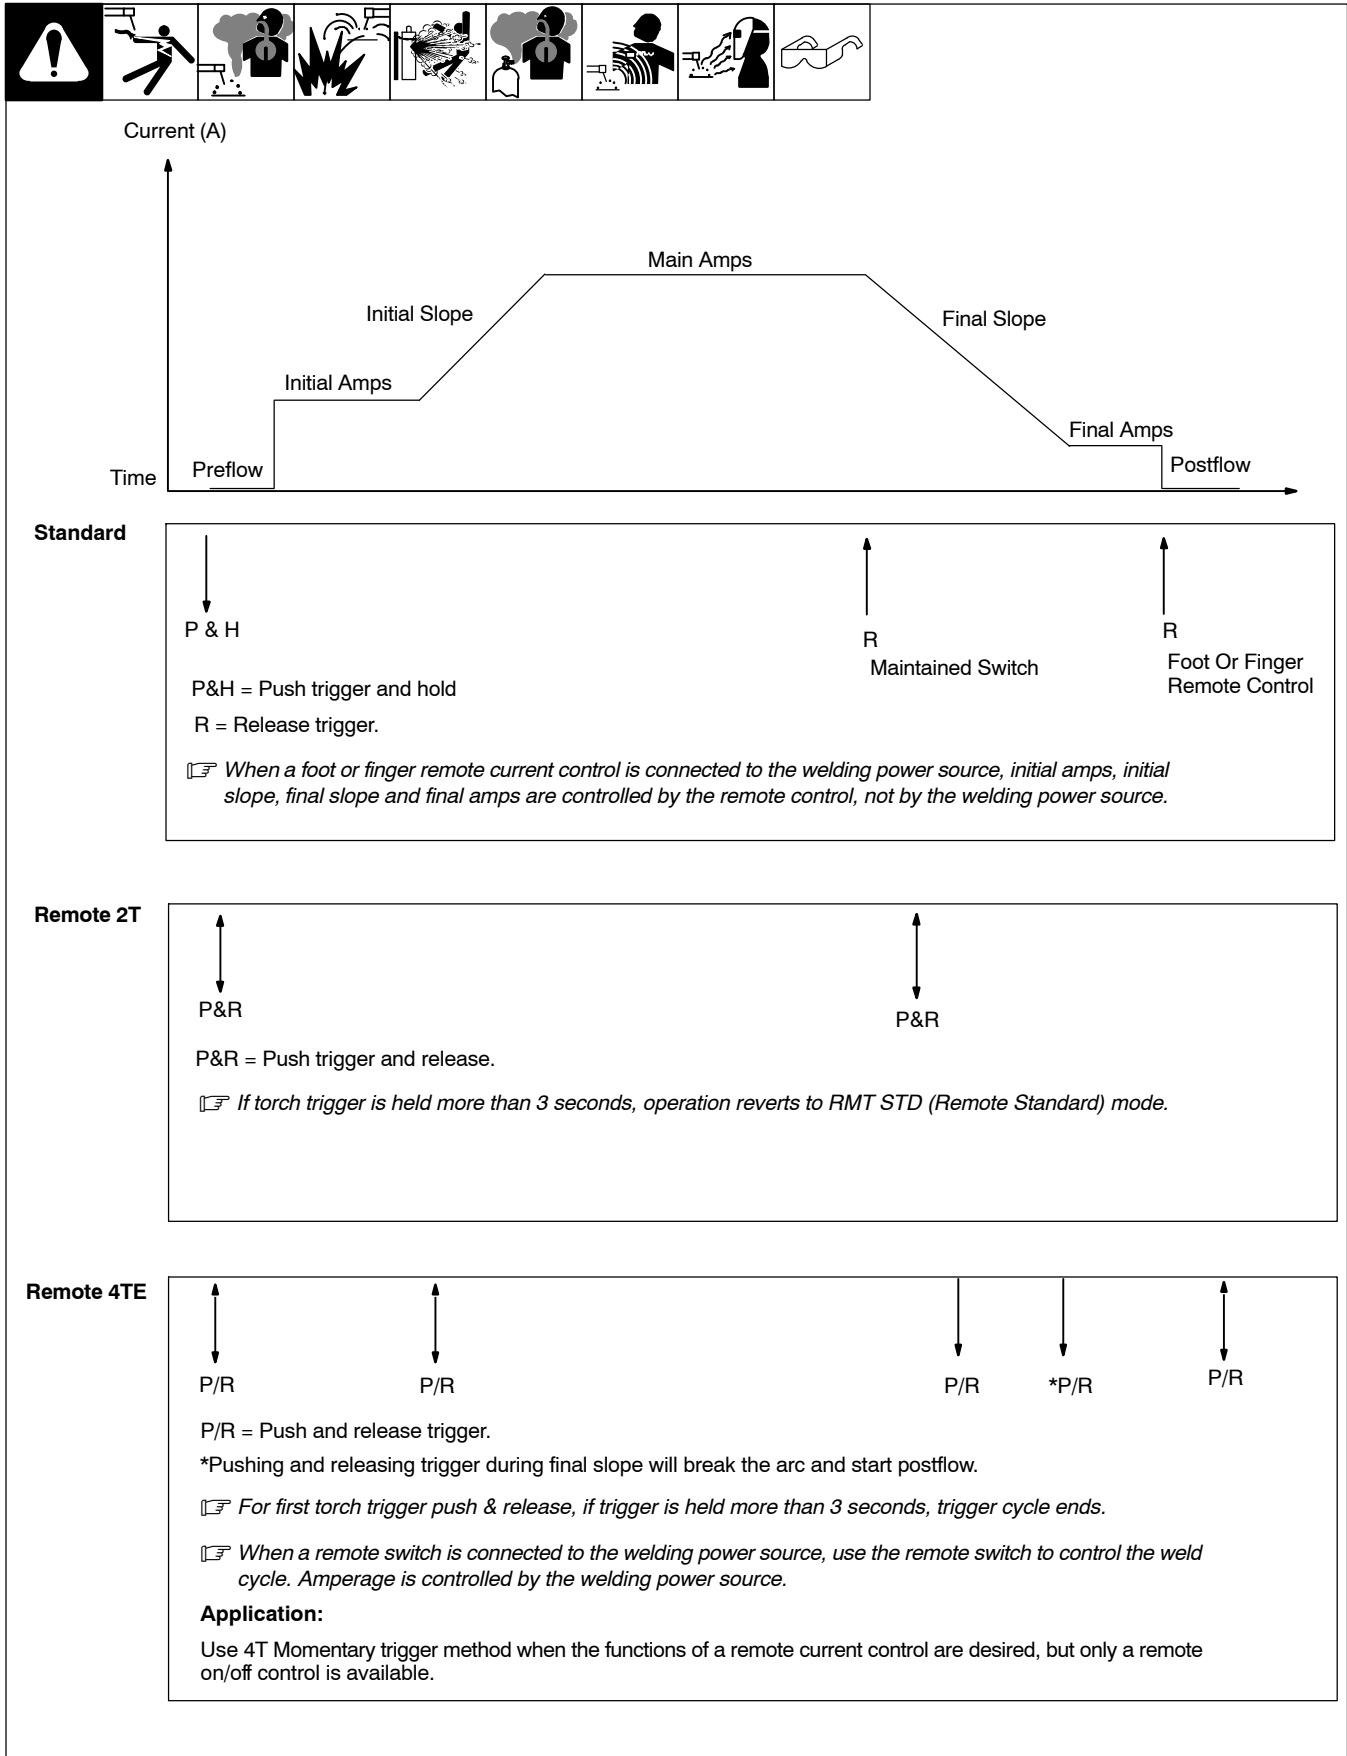 Current (A)
Main Amps
Initial Slope
Final Slope
Initial Amps
Final Amps
Time
Preflow
Postflow
Standard
P & H
R
Maintained Switch
R
Foot Or Finger
Remote Control
P&H = Push trigger and hold
R = Release trigger.
When a foot or finger remote current control is connected to the welding power source, initial amps, initial
slope, final slope and final amps are controlled by the remote control, not by the welding power source.
Remote 2T
P&R
P&R
P&R = Push trigger and release.
If torch trigger is held more than 3 seconds, operation reverts to RMT STD (Remote Standard) mode.
Remote 4TE
P/R
P/R
P/R
*P/R
P/R
P/R = Push and release trigger.
*Pushing and releasing trigger during final slope will break the arc and start postflow.
For first torch trigger push & release, if trigger is held more than 3 seconds, trigger cycle ends.
When a remote switch is connected to the welding power source, use the remote switch to control the weld
cycle. Amperage is controlled by the welding power source.
Application:
Use 4T Momentary trigger method when the functions of a remote current control are desired, but only a remote
on/off control is available.